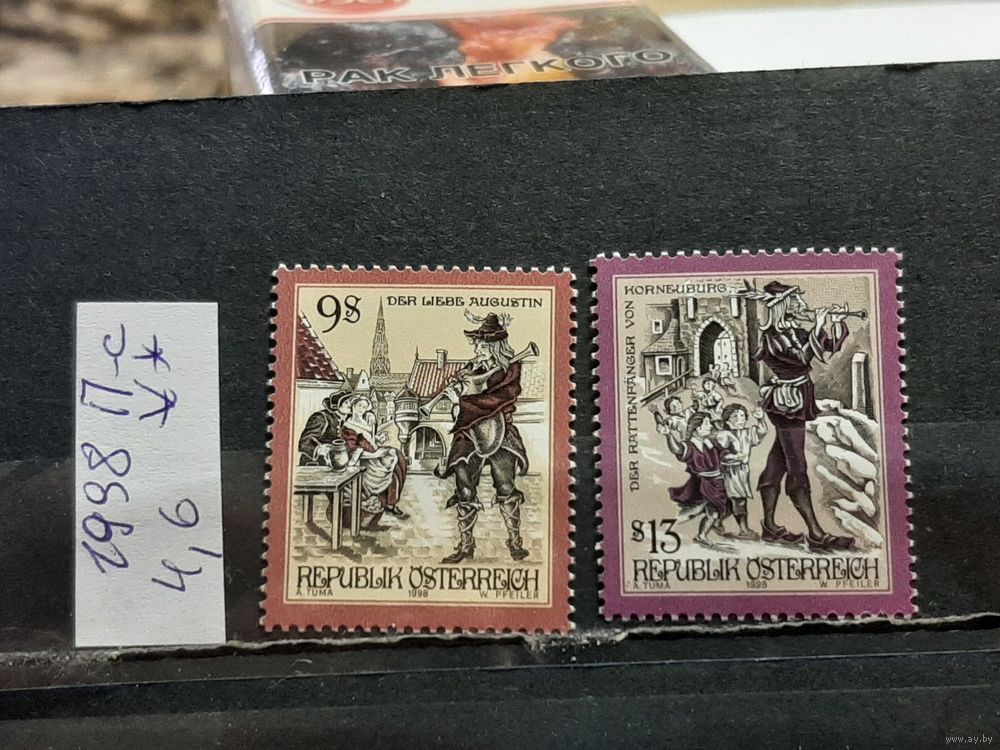 РАК ЛЕГКОГО
1998 П-с
4,6 **
9S
DER LIEBE AUGUSTIN
REPUBLIK ÖSTERREICH
A. TUMA 1998 W. PFEILER
DER RATTENFÄNGER VON
KORNEUBURG
S13
REPUBLIK ÖSTERREICH
A. TUMA 1998 W. PFEILER
www.ay.by